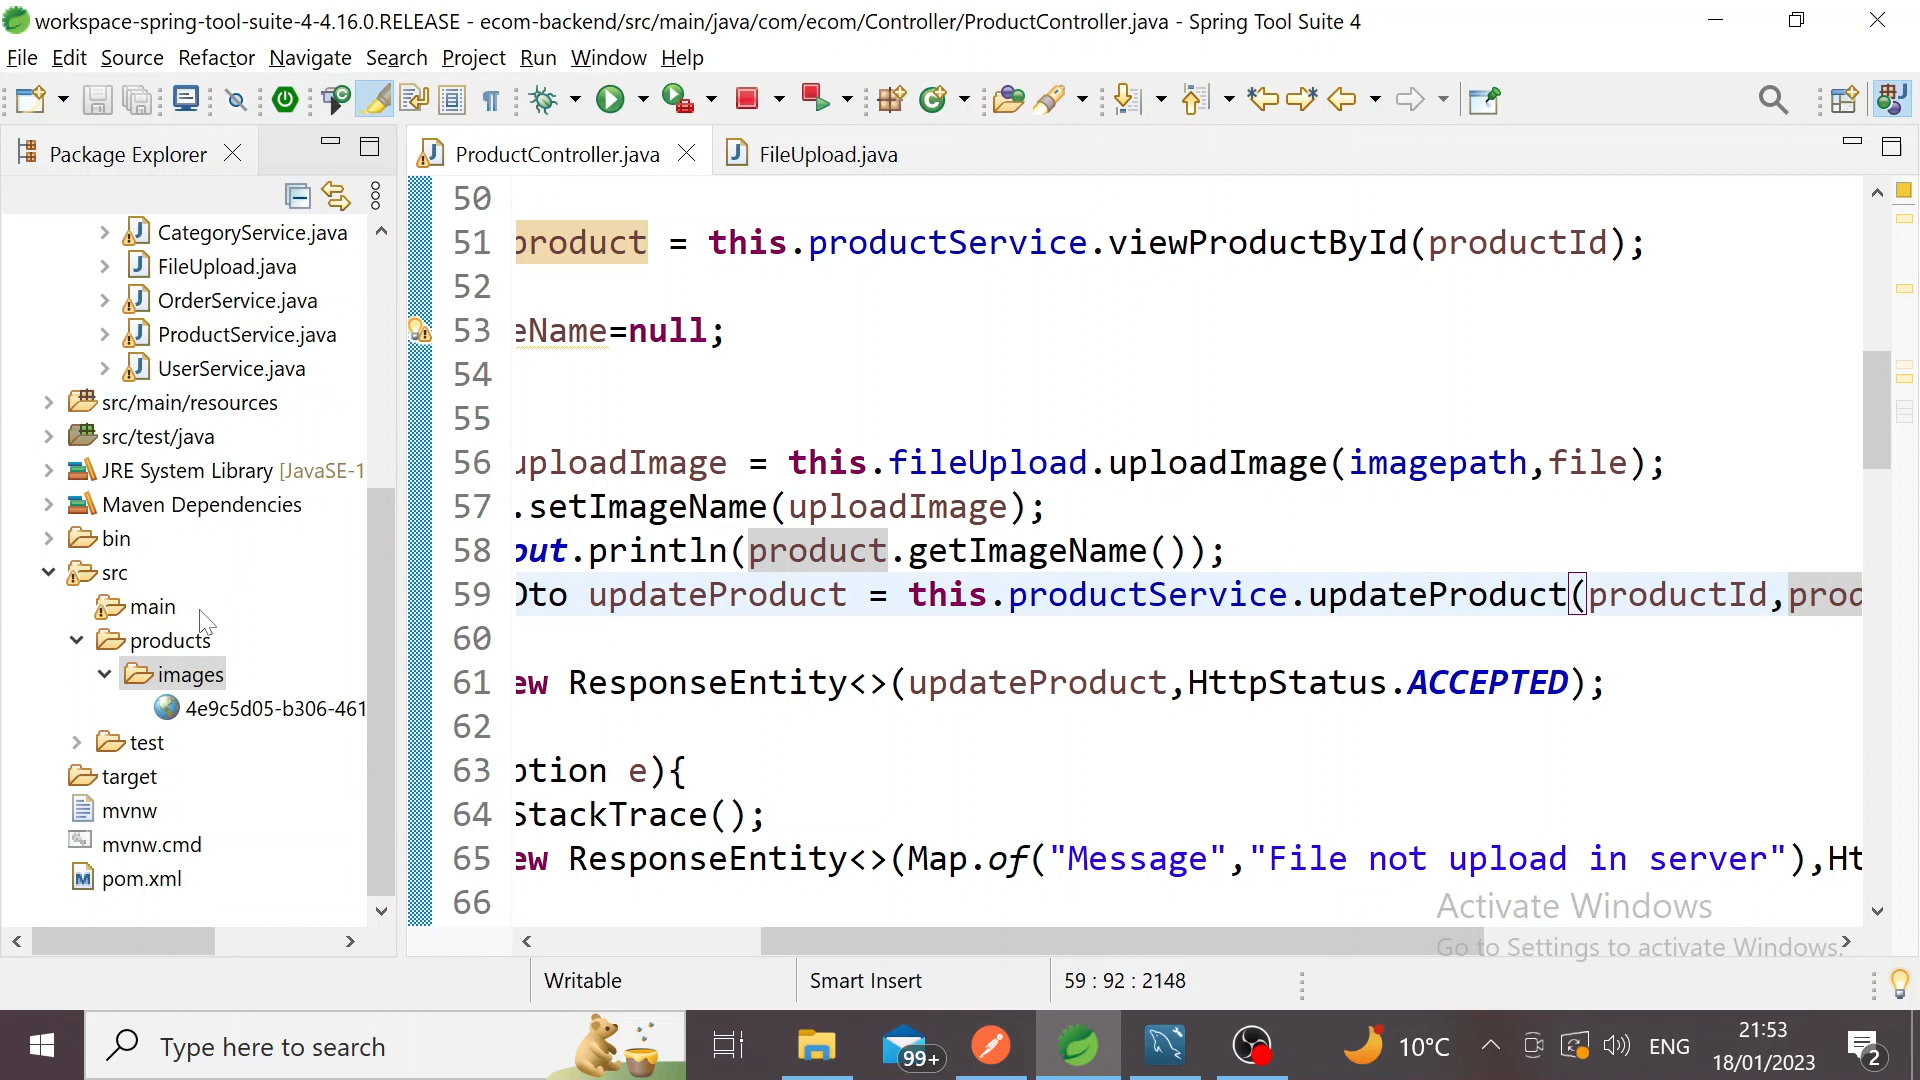 workspace-spring-tool-suite-4-4.16.0.RELEASE - ecom-backend/src/main/java/com/ecom/Controller/ProductController.java - Spring Tool Suite 4
File Edit Source Refactor Navigate Search Project Run Window Help
Package Explorer
ProductController.java
FileUpload.java
CategoryService.java
FileUpload.java
OrderService.java
ProductService.java
UserService.java
src/main/resources
src/test/java
JRE System Library [JavaSE-1
Maven Dependencies
bin
src
main
products
images
4e9c5d05-b306-461
test
target
mvnw
mvnw.cmd
pom.xml
50
51 product = this.productService.viewProductById(productId);
52
53 eName=null;
54
55
56 uploadImage = this.fileUpload.uploadImage(imagepath,file);
57 .setImageName(uploadImage);
58 out.println(product.getImageName());
59 Dto updateProduct = this.productService.updateProduct(productId,prod
60
61 ew ResponseEntity<>(updateProduct,HttpStatus.ACCEPTED);
62
63 ption e){
64 StackTrace();
65 ew ResponseEntity<>(Map.of("Message","File not upload in server"),Ht
66
Activate Windows
Go to Settings to activate Windows.
Writable
Smart Insert
59 : 92 : 2148
Type here to search
99+
10°C
ENG
21:53
18/01/2023
2